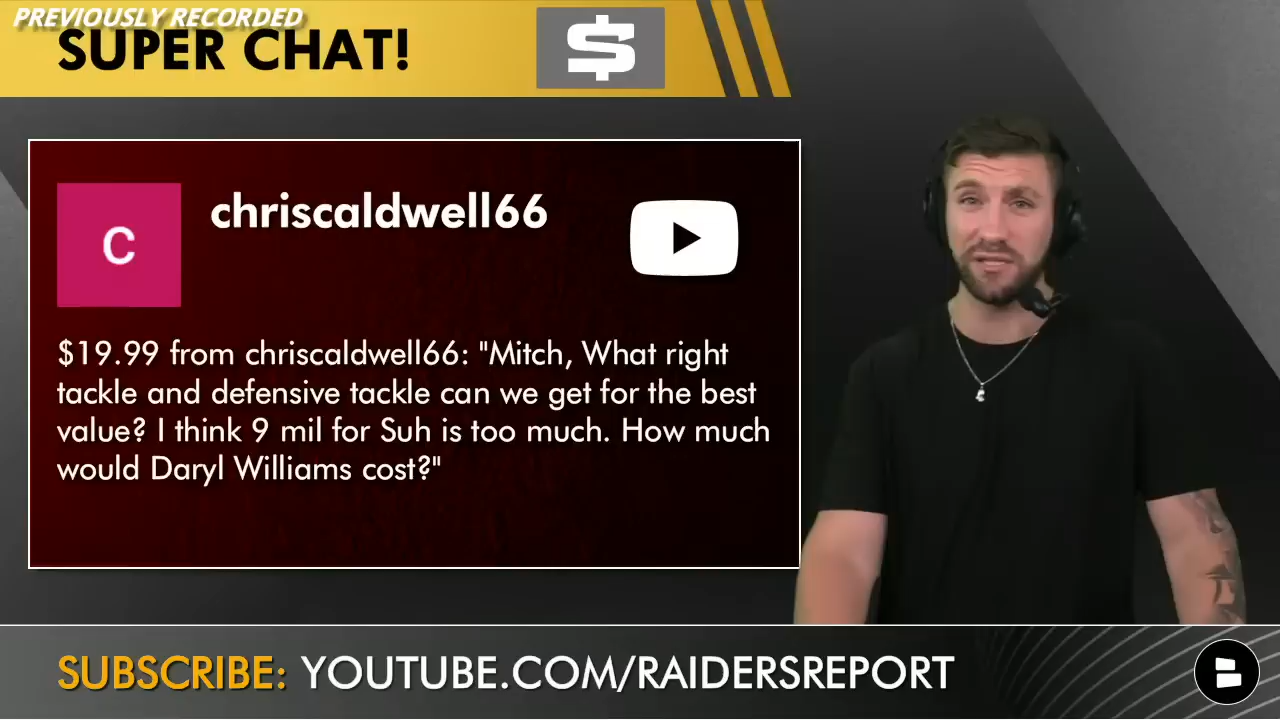 PREVIOUSLY RECORDED
SUPER CHAT!
$
C
chriscaldwell66
$19.99 from chriscaldwell66: "Mitch, What right
tackle and defensive tackle can we get for the best
value? I think 9 mil for Suh is too much. How much
would Daryl Williams cost?"
SUBSCRIBE: YOUTUBE.COM/RAIDERSREPORT